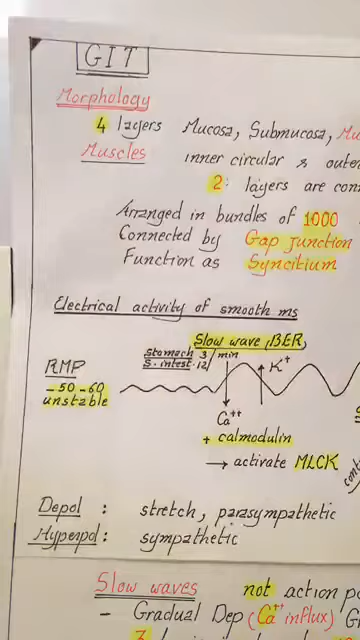 GIT
Morphology
4 layers Mucosa, Submucosa,
Muscles inner circular &
2: layers are
Arranged in bundles of 1000
Connected by Gap junction
Function as Syncitium
Electrical activity of smooth ms
Slow wave, BER,
Stomach 3/min
S. intest. 12/
K+
RMP
-50 -60
unstable
Ca++
+ calmodulin
→ activate MLCK
Depol : stretch, parasympathetic
Hyperpol : sympathetic
Slow waves not action
- Gradual Dep (Ca++ influx)
3